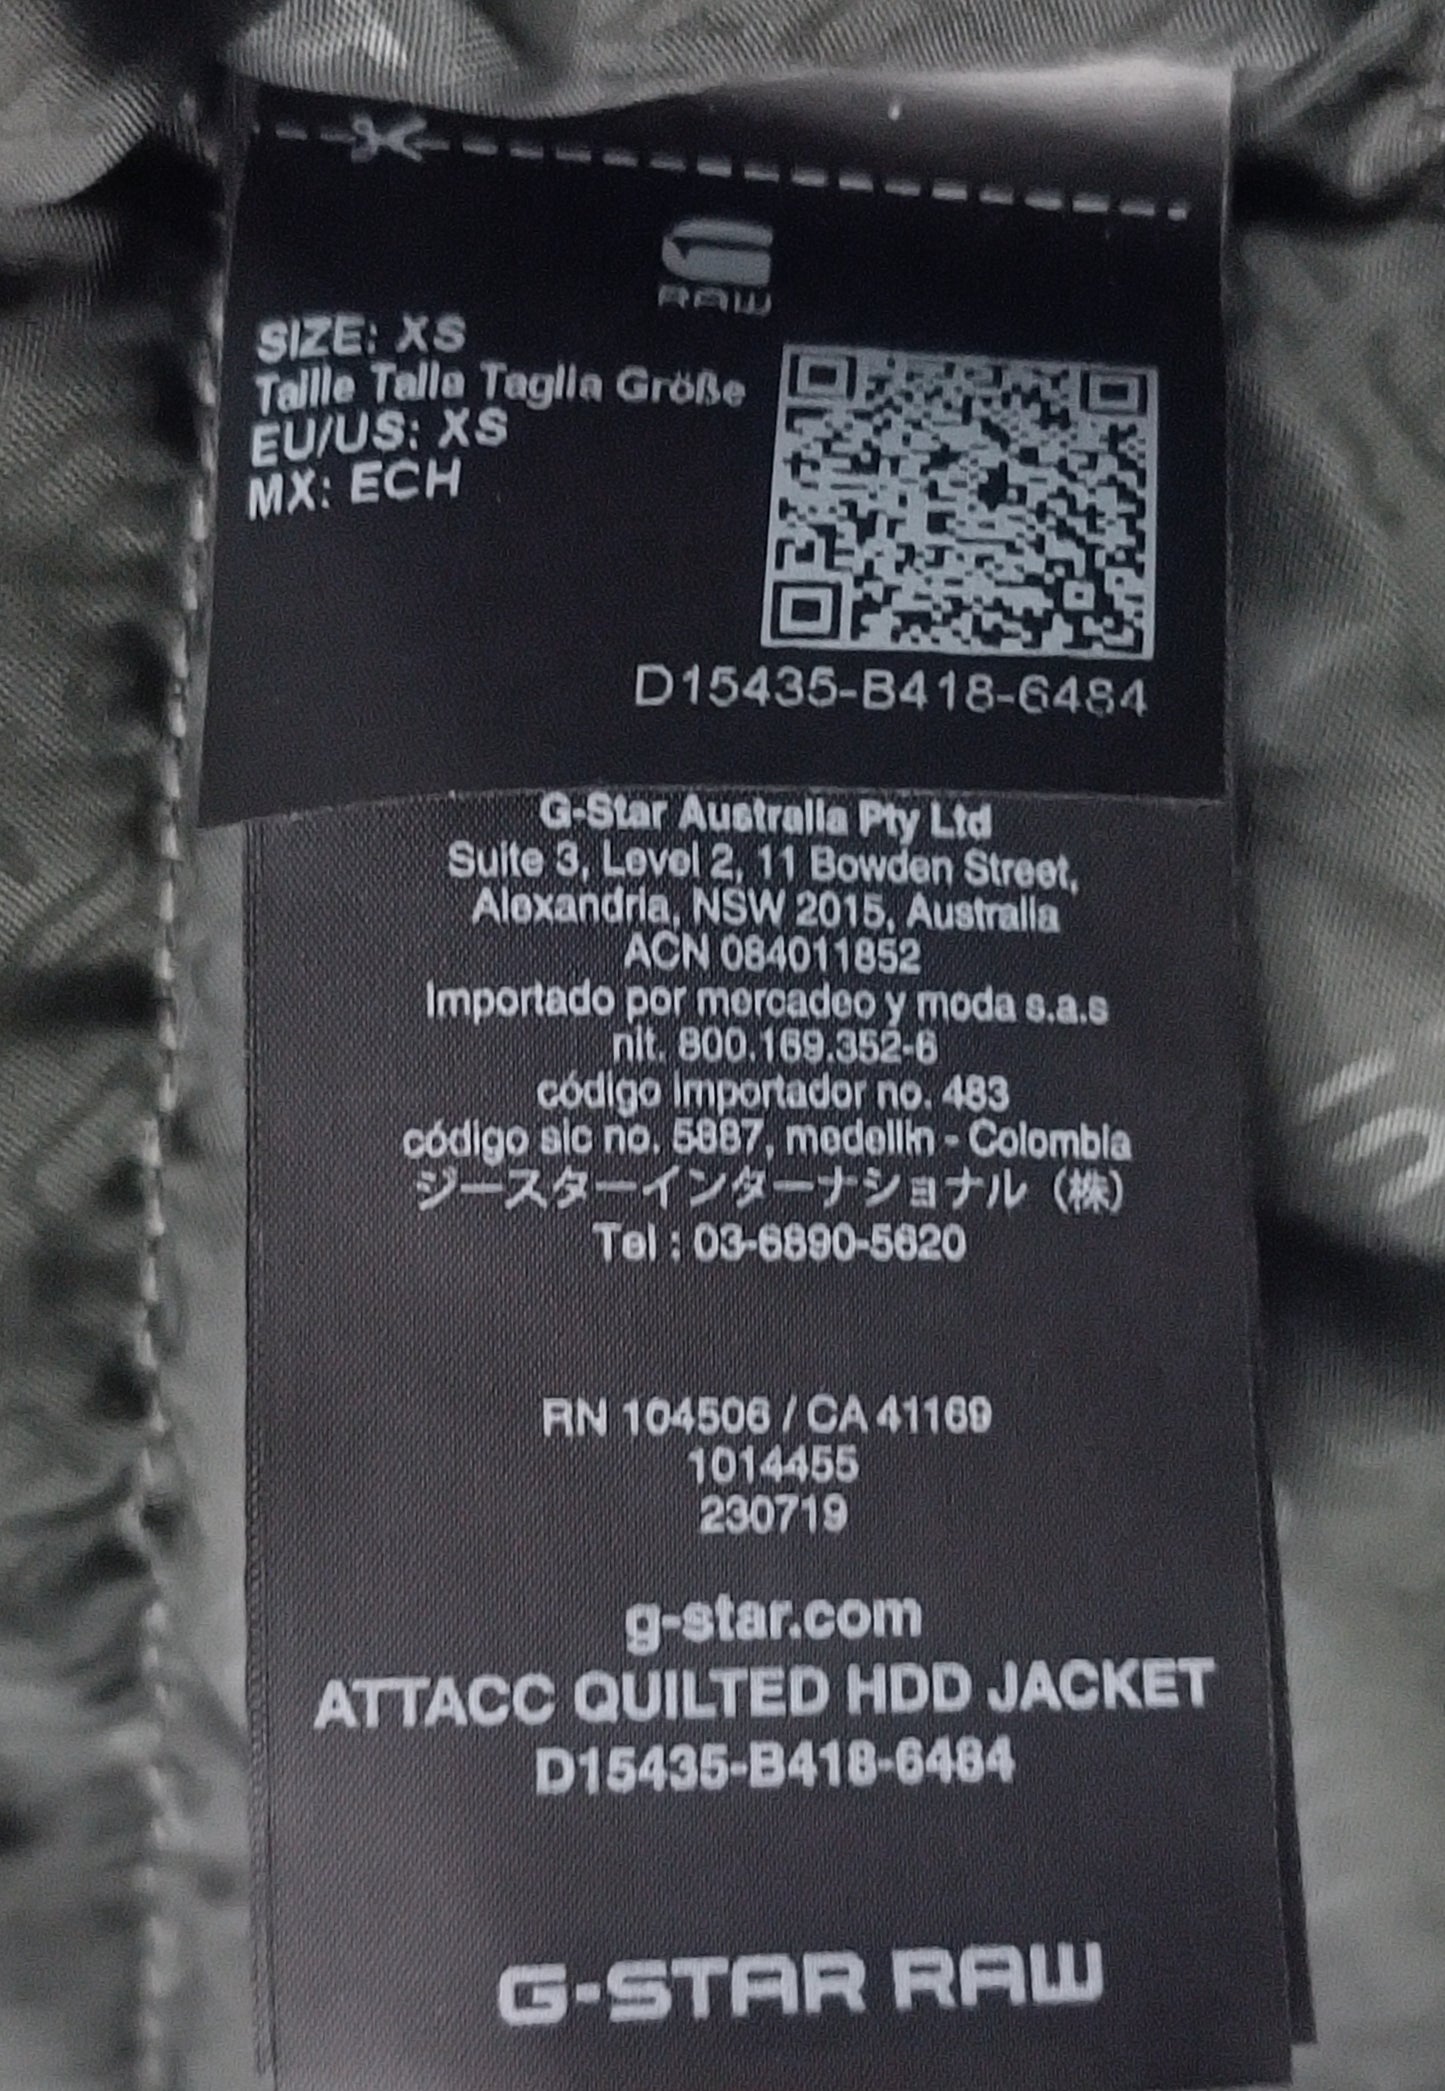 RAW
SIZE: XS
Taille Talla Taglia Größe
EU/US: XS
MX: ECH
D15435-B418-6484
G-Star Australia Pty Ltd
Suite 3, Level 2, 11 Bowden Street,
Alexandria, NSW 2015, Australia
ACN 084011852
Importado por mercadeo y moda s.a.s
nit. 800.169.352-6
código importador no. 483
código sic no. 5887, medellin - Colombia
ジースターインターナショナル（株）
Tel : 03-6890-5620
RN 104506 / CA 41169
1014455
230719
g-star.com
ATTACC QUILTED HDD JACKET
D15435-B418-6484
G-STAR RAW